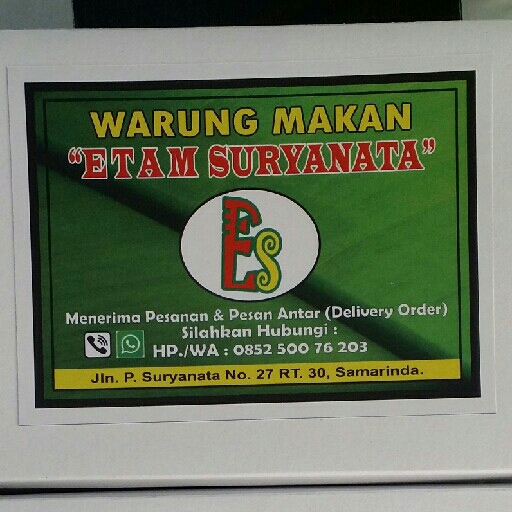 WARUNG MAKAN
"ETAM SURYANATA"
Es
Menerima Pesanan & Pesan Antar (Delivery Order)
Silahkan Hubungi :
HP./WA : 0852 500 76 203
Jln. P. Suryanata No. 27 RT. 30, Samarinda.